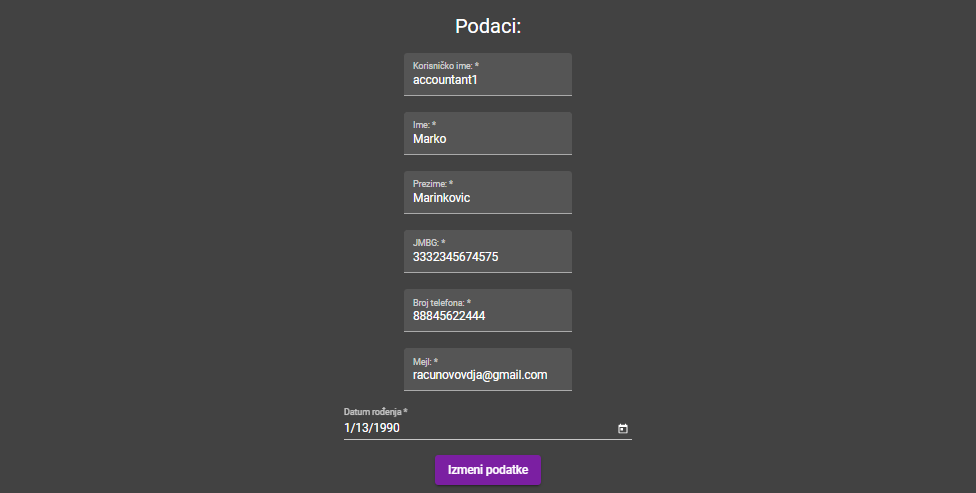 Podaci:
Korisničko ime: *
accountant1
Ime: *
Marko
Prezime: *
Marinkovic
JMBG: *
3332345674575
Broj telefona: *
88845622444
Mejl: *
racunovovdja@gmail.com
Datum rođenja *
1/13/1990
Izmeni podatke